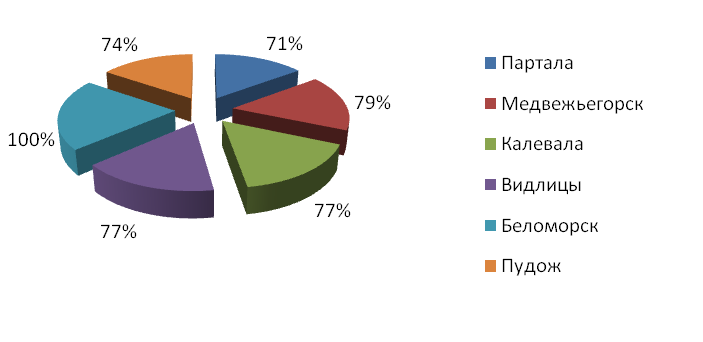 74%
71%
79%
100%
77%
77%
Партала
Медвежьегорск
Калевала
Видлицы
Беломорск
Пудож